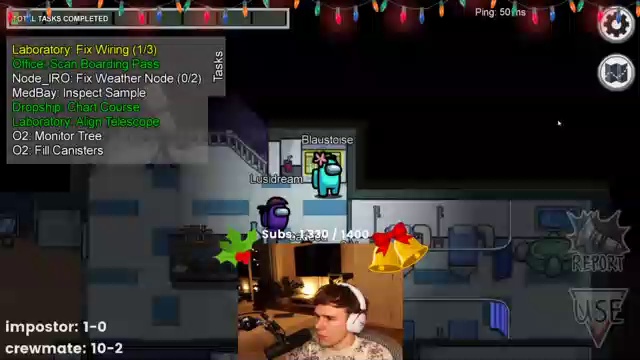 TOTAL TASKS COMPLETED
Ping: 50 ms
Laboratory: Fix Wiring (1/3)
Office: Scan Boarding Pass
Node_IRO: Fix Weather Node (0/2)
MedBay: Inspect Sample
Dropship: Chart Course
Laboratory: Align Telescope
O2: Monitor Tree
O2: Fill Canisters
Tasks
Blaustoise
Lusidream
Subs: 1,330 / 1400
REPORT
USE
impostor: 1-0
crewmate: 10-2